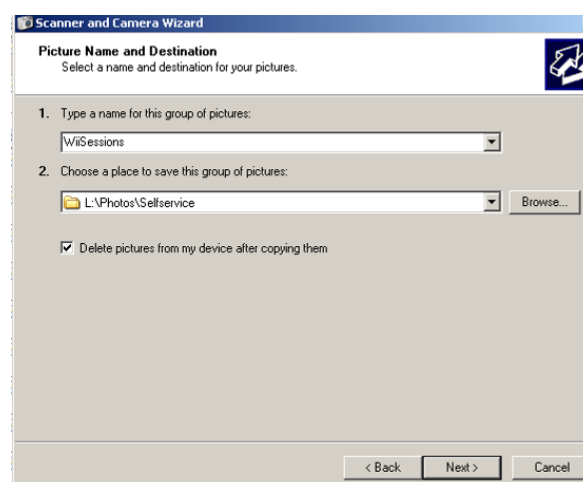 Scanner and Camera Wizard
Picture Name and Destination
Select a name and destination for your pictures.
1. Type a name for this group of pictures:
WiiSessions
2. Choose a place to save this group of pictures:
L:\Photos\Selfservice
Browse...
Delete pictures from my device after copying them
< Back Next > Cancel